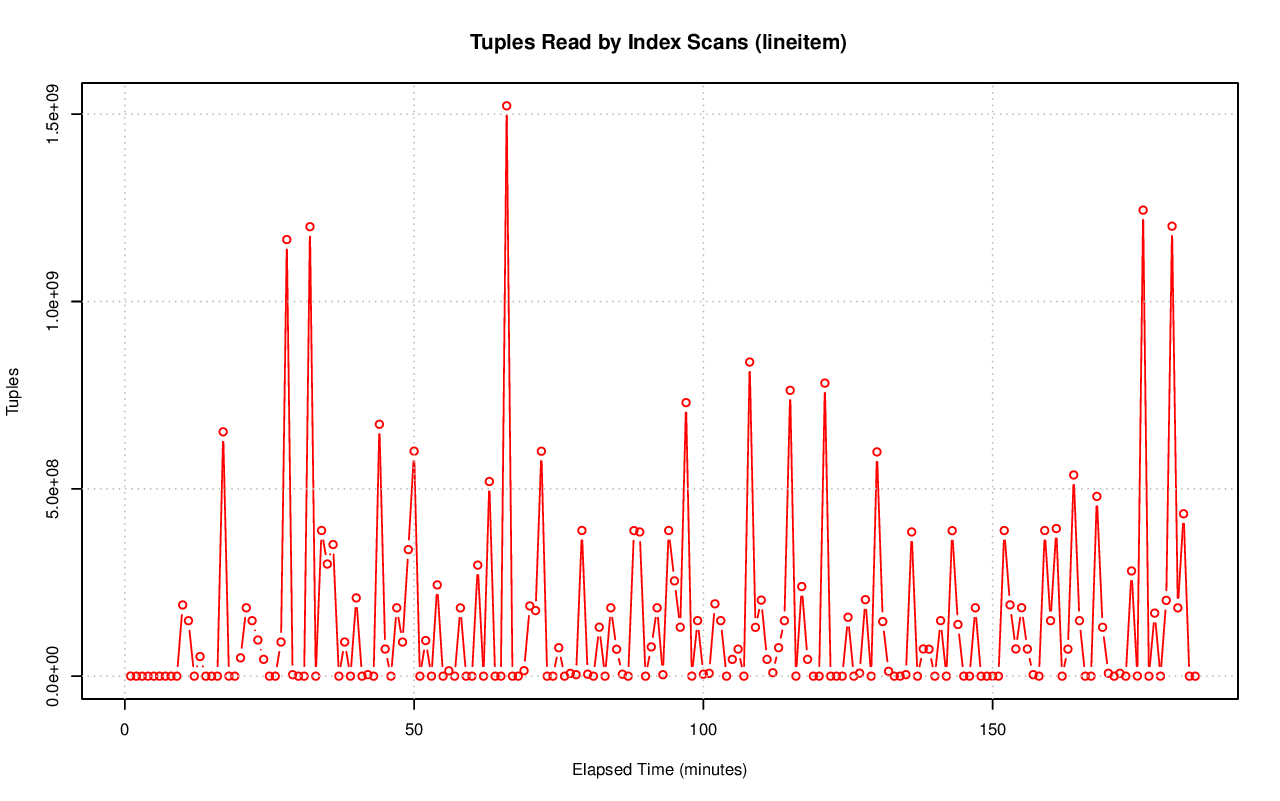 Tuples Read by Index Scans (lineitem)
1.5e+09
1.0e+09
5.0e+08
0.0e+00
Tuples
0 50 100 150
Elapsed Time (minutes)